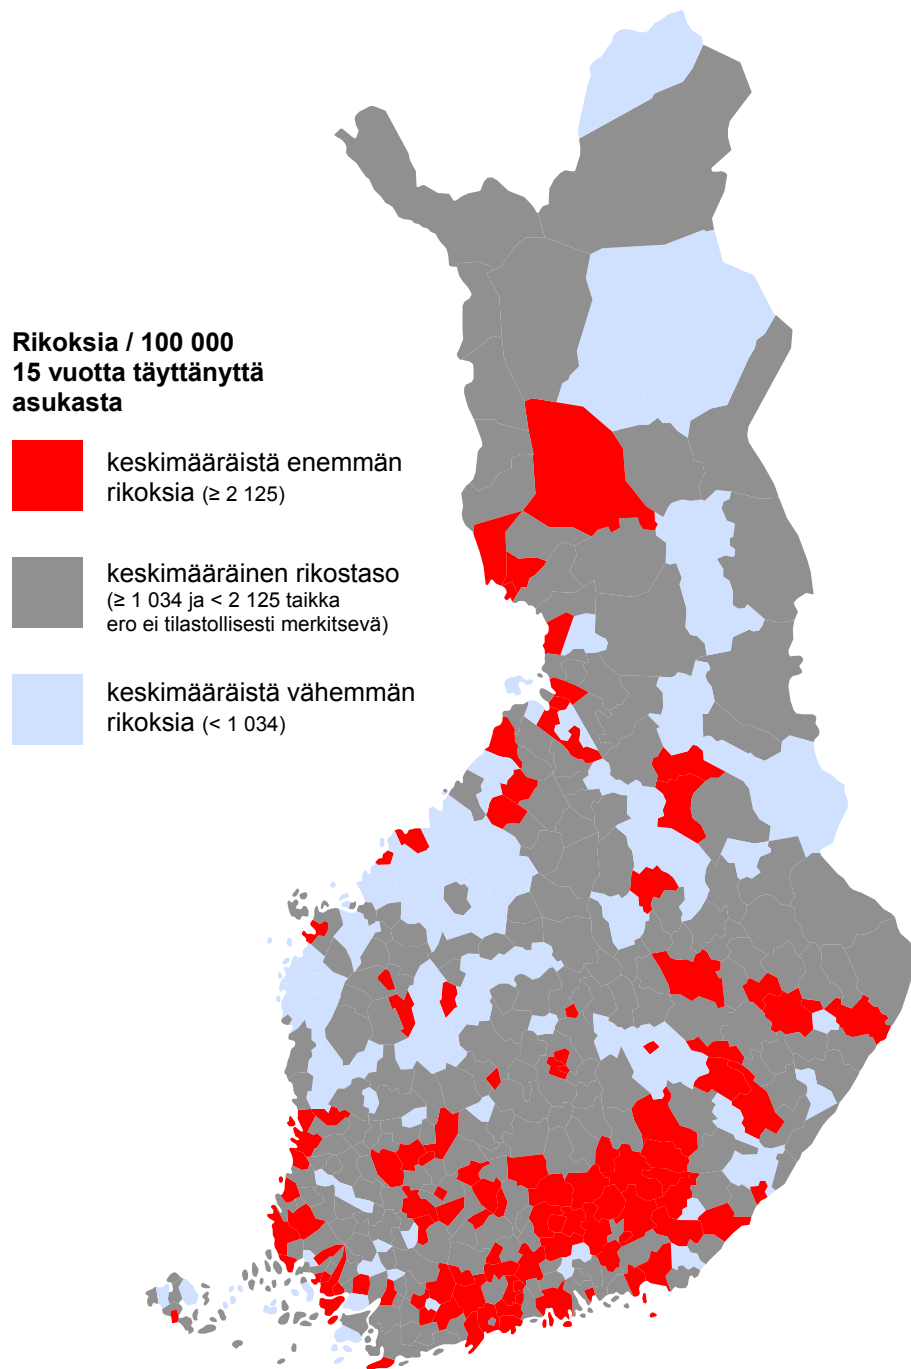 Rikoksia / 100 000
15 vuotta täyttänyttä
asukasta
keskimääräistä enemmän
rikoksia (≥ 2 125)
keskimääräinen rikostaso
(≥ 1 034 ja < 2 125 taikka
ero ei tilastollisesti merkitsevä)
keskimääräistä vähemmän
rikoksia (< 1 034)